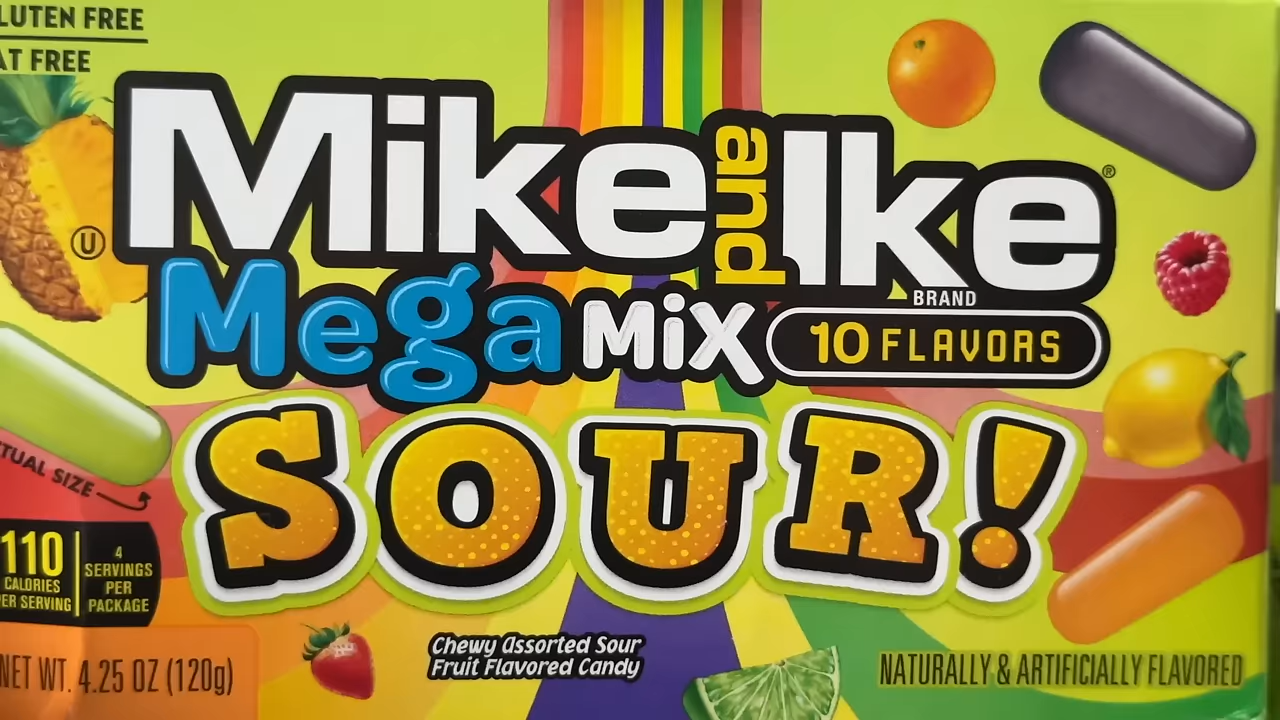 LUTEN FREE
AT FREE
Mike and Ike®
U
BRAND
Mega MiX 10 FLAVORS
SOUR!
TUAL SIZE
110 CALORIES ER SERVING
4 SERVINGS PER PACKAGE
Chewy Assorted Sour
Fruit Flavored Candy
NET WT. 4.25 OZ (120g)
NATURALLY & ARTIFICIALLY FLAVORED